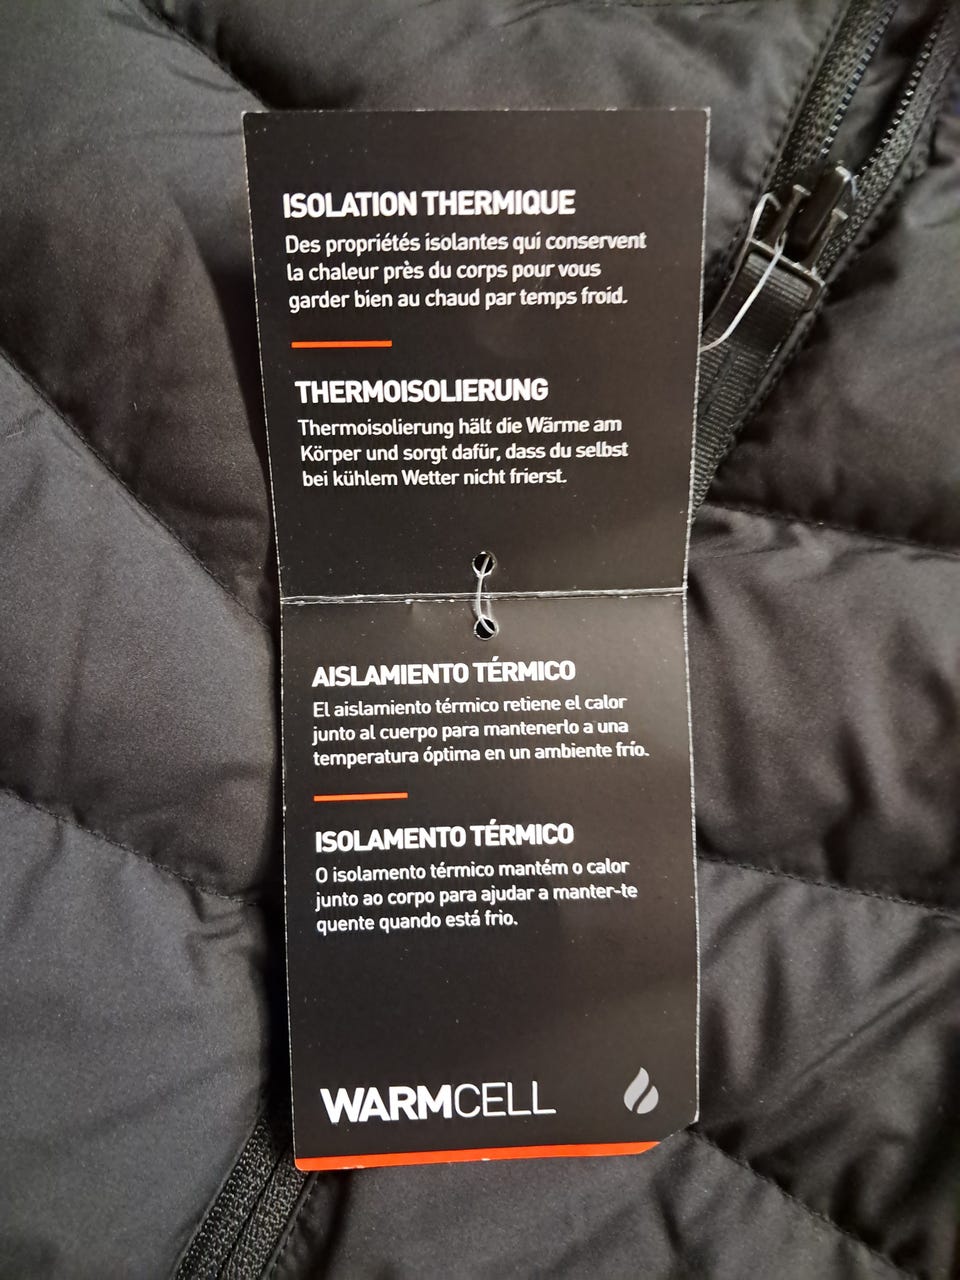 ISOLATION THERMIQUE
Des propriétés isolantes qui conservent
la chaleur près du corps pour vous
garder bien au chaud par temps froid.
THERMOISOLIERUNG
Thermoisolierung hält die Wärme am
Körper und sorgt dafür, dass du selbst
bei kühlem Wetter nicht frierst.
AISLAMIENTO TÉRMICO
El aislamiento térmico retiene el calor
junto al cuerpo para mantenerlo a una
temperatura óptima en un ambiente frío.
ISOLAMENTO TÉRMICO
O isolamento térmico mantém o calor
junto ao corpo para ajudar a manter-te
quente quando está frio.
WARMCELL